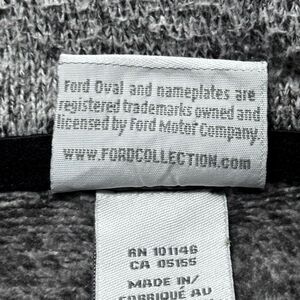 Ford Oval and nameplates are
registered trademarks owned and
licensed by Ford Motor Company.
WWW.FORDCOLLECTION.com
RN 101146
CA 05155
MADE IN/
FABRIQUÉ AU